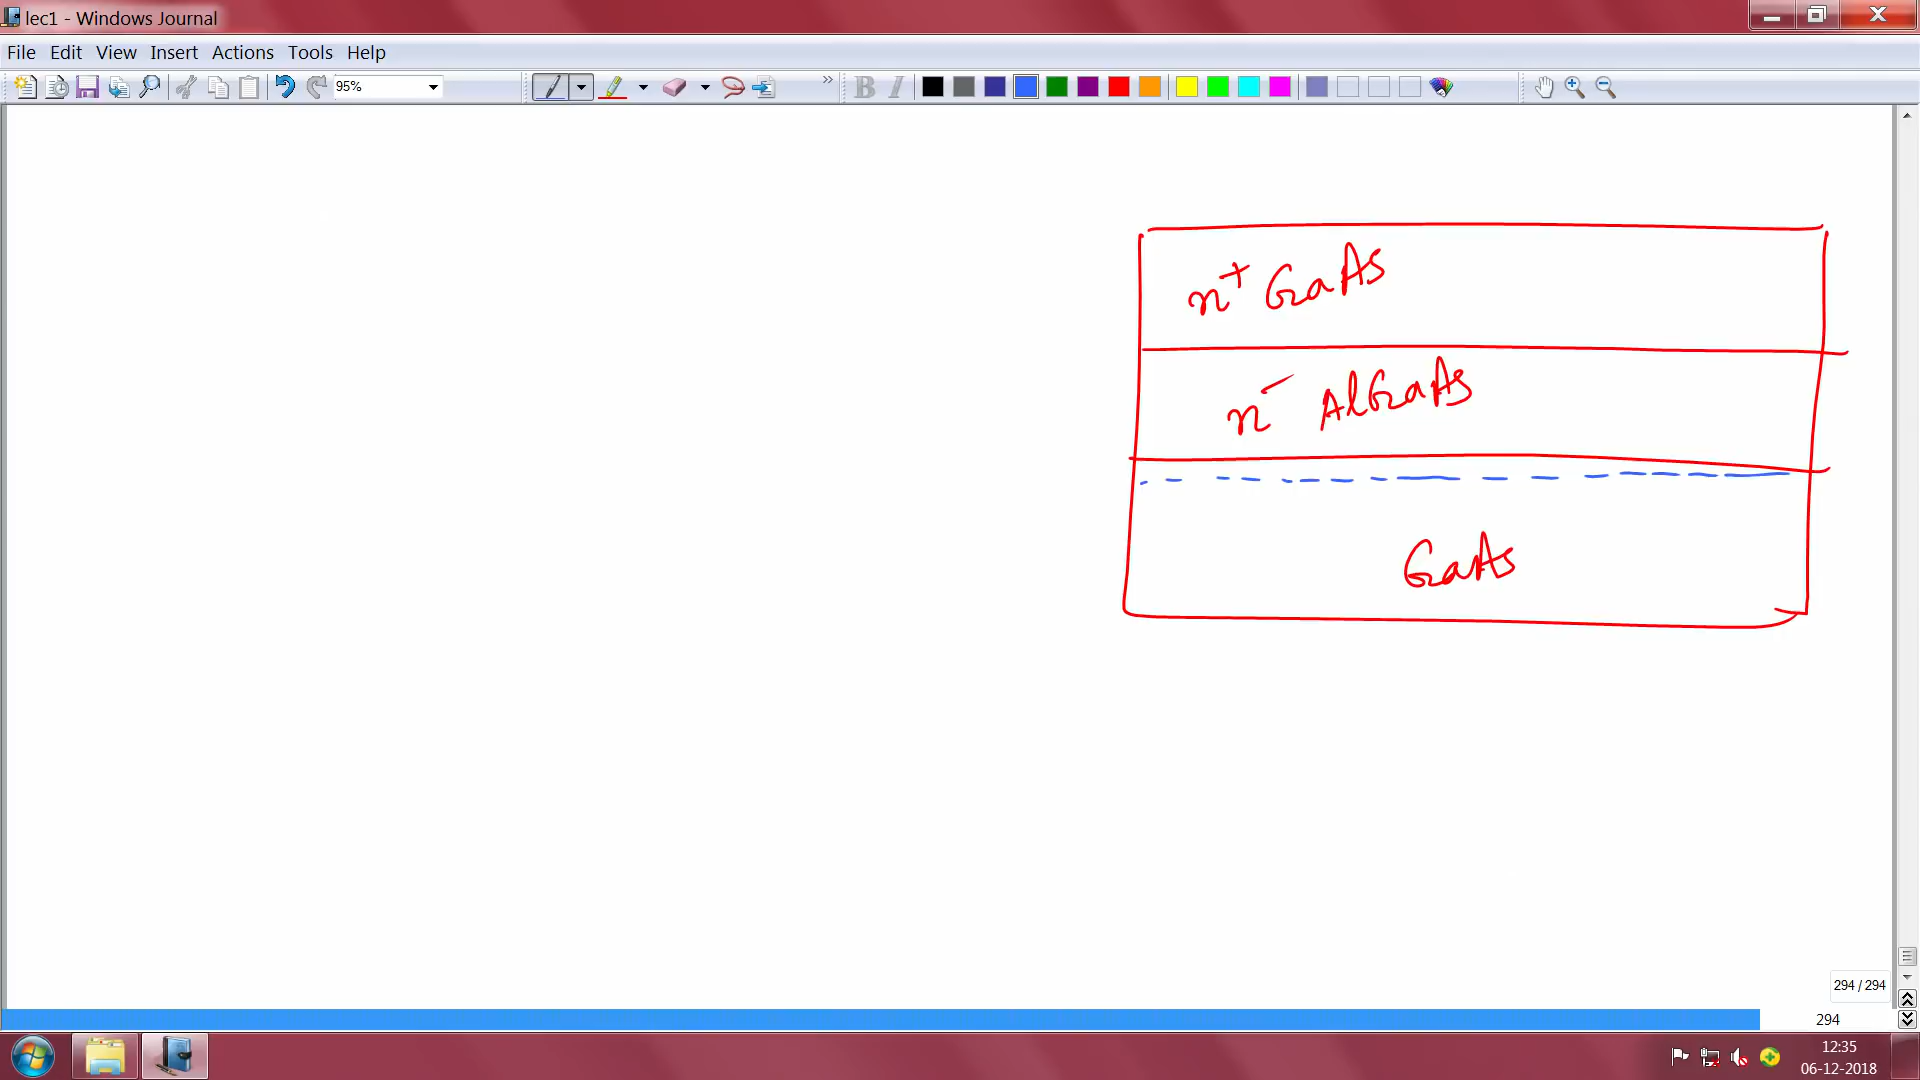 lec1 - Windows Journal
File Edit View Insert Actions Tools Help
95%
n⁺ GaAs
n⁻ AlGaAs
GaAs
294 / 294
294
12:35
06-12-2018